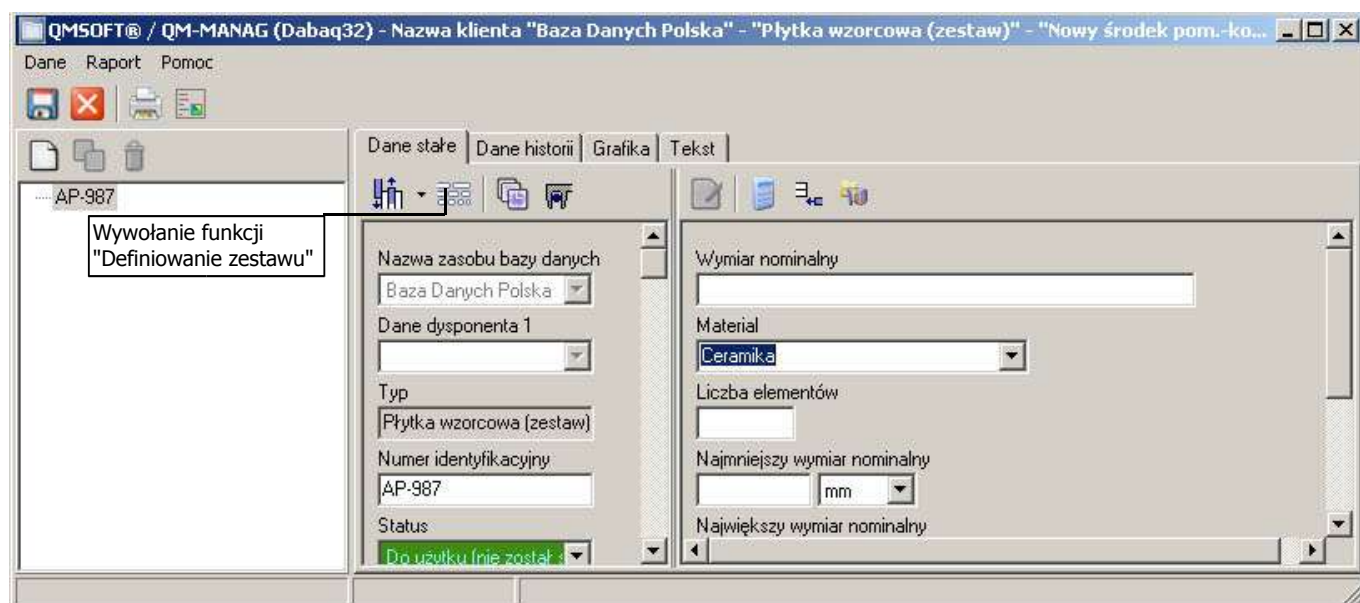 QMSOFT® / QM-MANAG (Dabaq32) - Nazwa klienta "Baza Danych Polska" - "Płytka wzorcowa (zestaw)" - "Nowy środek pom.-ko...
Dane Raport Pomoc
Dane stałe Dane historii Grafika Tekst
AP-987
Wywołanie funkcji
"Definiowanie zestawu"
Nazwa zasobu bazy danych
Baza Danych Polska
Dane dysponenta 1
Typ
Płytka wzorcowa (zestaw)
Numer identyfikacyjny
AP-987
Status
Do użytku (nie został
Wymiar nominalny
Material
Ceramika
Liczba elementów
Najmniejszy wymiar nominalny
mm
Największy wymiar nominalny